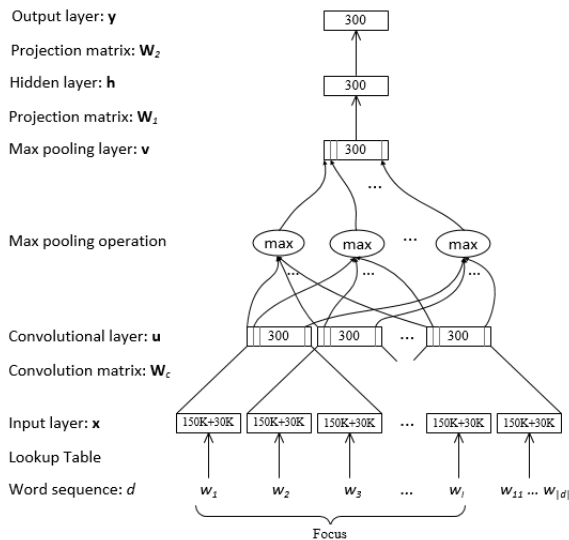 Output layer: y 300
Projection matrix: W2
Hidden layer: h 300
Projection matrix: W1
Max pooling layer: v 300
...
Max pooling operation max max ... max
... ... ...
Convolutional layer: u 300 300 ... 300
Convolution matrix: Wc
Input layer: x 150K+30K 150K+30K 150K+30K ... 150K+30K 150K+30K
Lookup Table
Word sequence: d w1 w2 w3 ... wl w11 ... w|d|
Focus